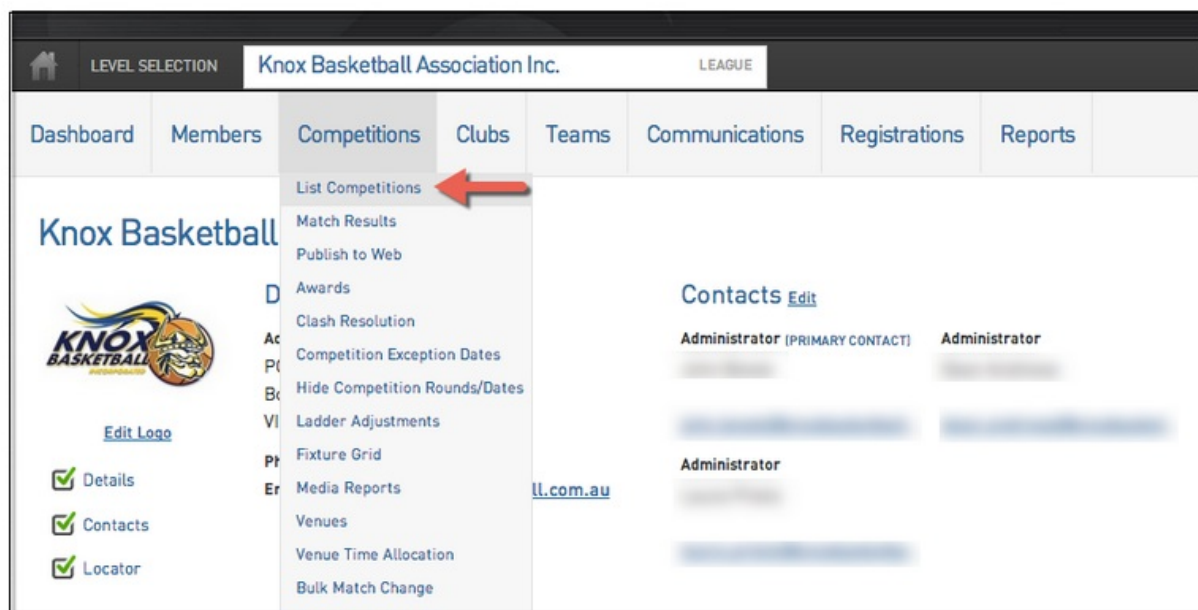 LEVEL SELECTION Knox Basketball Association Inc. LEAGUE
Dashboard Members Competitions Clubs Teams Communications Registrations Reports
List Competitions
Match Results
Publish to Web
Awards
Clash Resolution
Competition Exception Dates
Hide Competition Rounds/Dates
Ladder Adjustments
Fixture Grid
Media Reports
Venues
Venue Time Allocation
Bulk Match Change
Knox Basketball
KNOX
BASKETBALL
INCORPORATED
Edit Logo
Details
Contacts
Locator
ll.com.au
Contacts Edit
Administrator (PRIMARY CONTACT) Administrator
Administrator